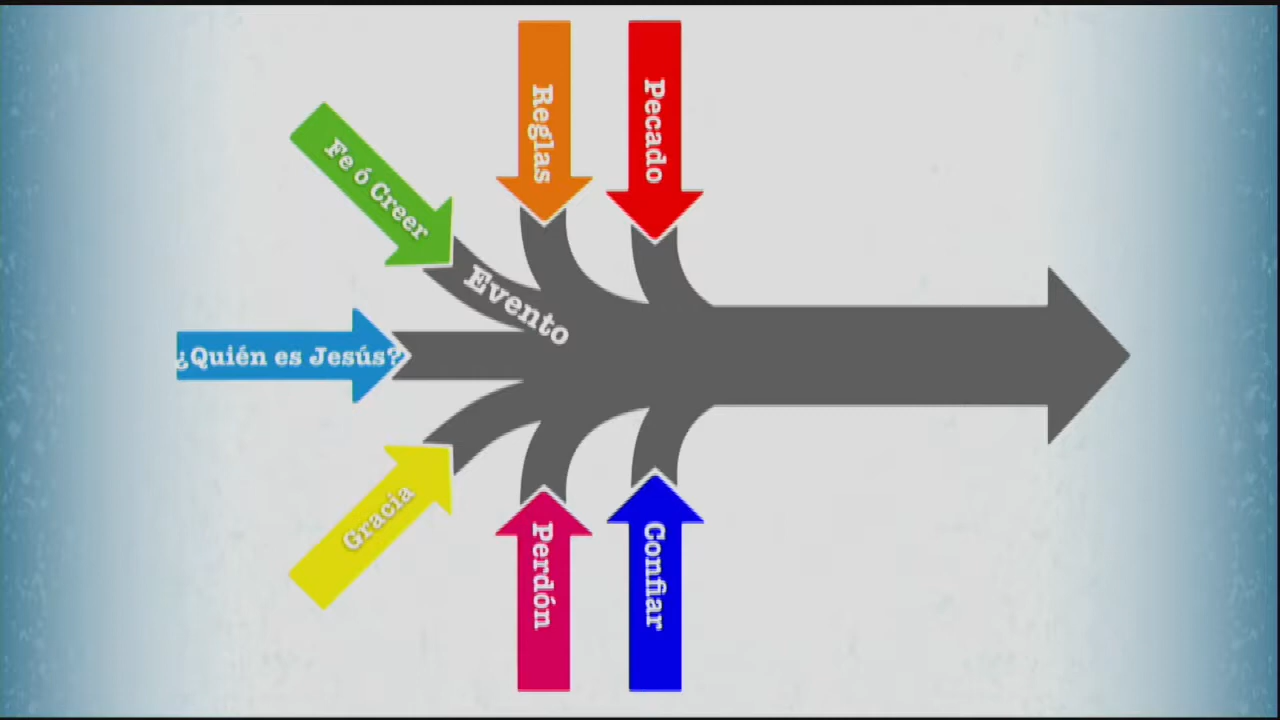 Reglas
Pecado
Fe ó Creer
Evento
¿Quién es Jesús?
Gracia
Perdón
Confiar